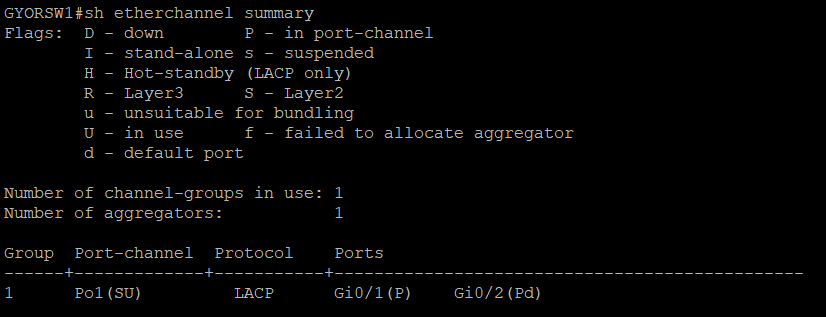 GYORSW1#sh etherchannel summary
Flags:  D - down        P - in port-channel
        I - stand-alone s - suspended
        H - Hot-standby (LACP only)
        R - Layer3      S - Layer2
        u - unsuitable for bundling
        U - in use      f - failed to allocate aggregator
        d - default port
Number of channel-groups in use: 1
Number of aggregators:           1
Group  Port-channel  Protocol    Ports
------+-------------+-----------+-----------------------------------------------
1      Po1(SU)         LACP      Gi0/1(P)    Gi0/2(Pd)